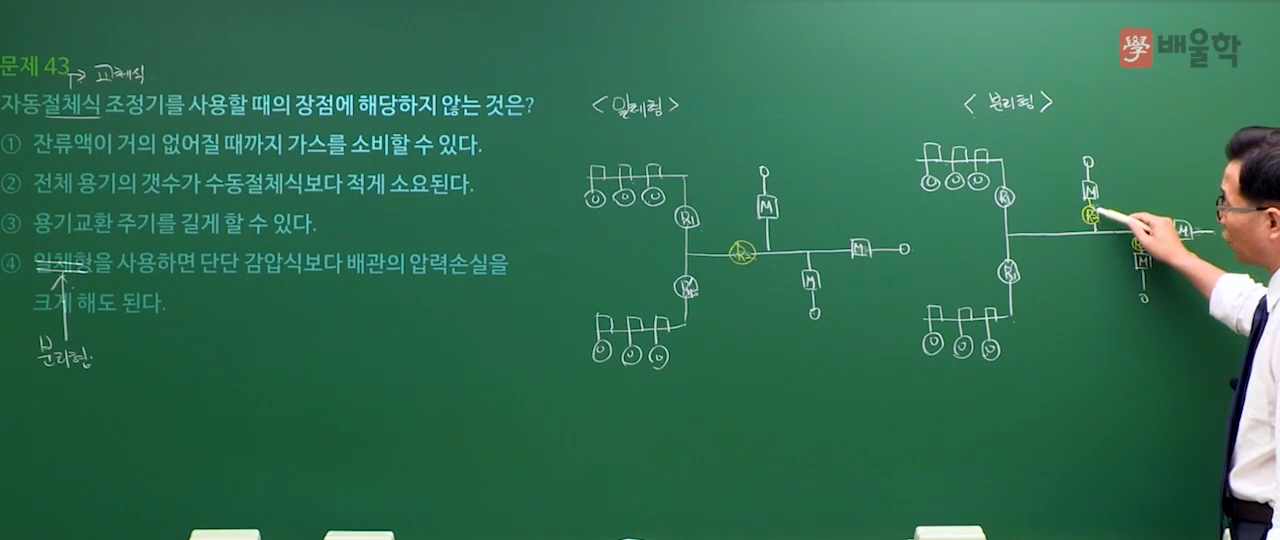 學 배울학
문제 43
→ 교체식
자동절체식 조정기를 사용할 때의 장점에 해당하지 않는 것은?
① 잔류액이 거의 없어질 때까지 가스를 소비할 수 있다.
② 전체 용기의 갯수가 수동절체식보다 적게 소요된다.
③ 용기교환 주기를 길게 할 수 있다.
④ 일체형을 사용하면 단단 감압식보다 배관의 압력손실을
크게 해도 된다.
분리형
<일체형>
R1
R1
R2
M
M
M
<분리형>
R1
R1
M
R2
M
M